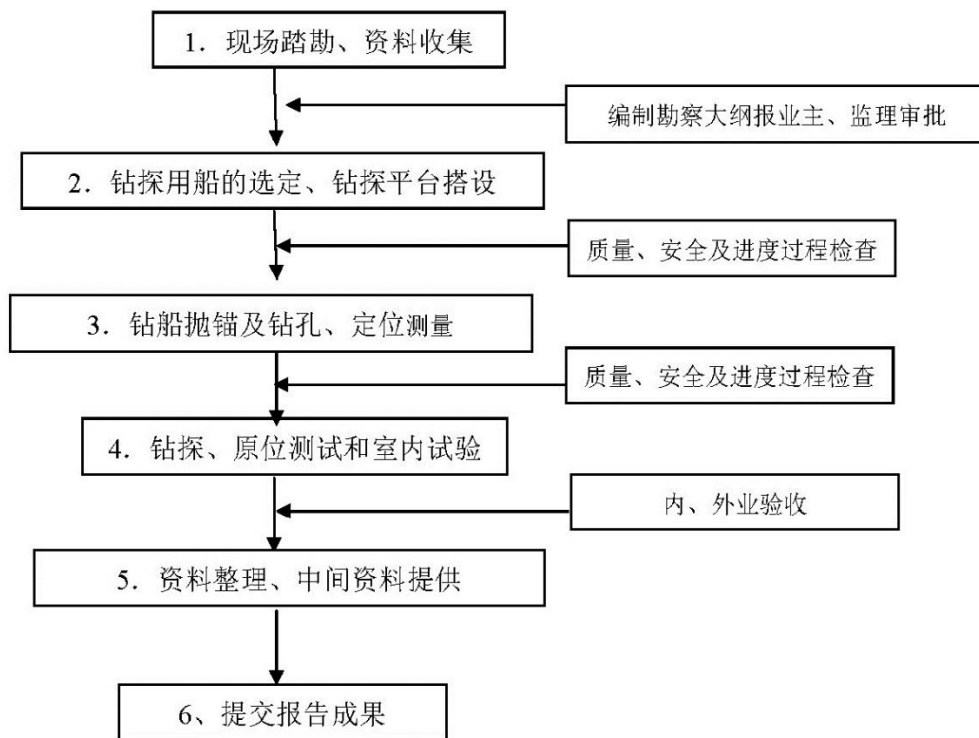 1．现场踏勘、资料收集
编制勘察大纲报业主、监理审批
2．钻探用船的选定、钻探平台搭设
质量、安全及进度过程检查
3．钻船抛锚及钻孔、定位测量
质量、安全及进度过程检查
4．钻探、原位测试和室内试验
内、外业验收
5．资料整理、中间资料提供
6、提交报告成果